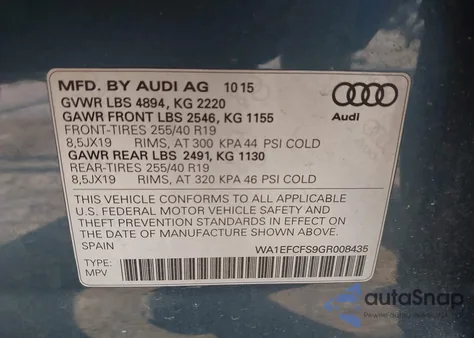 MFD. BY AUDI AG 10 15
GVWR LBS 4894, KG 2220
GAWR FRONT LBS 2546, KG 1155
FRONT-TIRES 255/40 R19
8,5JX19 RIMS, AT 300 KPA 44 PSI COLD
GAWR REAR LBS 2491, KG 1130
REAR-TIRES 255/40 R19
8,5JX19 RIMS, AT 320 KPA 46 PSI COLD
Audi
THIS VEHICLE CONFORMS TO ALL APPLICABLE
U.S. FEDERAL MOTOR VEHICLE SAFETY AND
THEFT PREVENTION STANDARDS IN EFFECT ON
THE DATE OF MANUFACTURE SHOWN ABOVE.
SPAIN WA1EFCFS9GR008435
TYPE:
MPV
autoSnap